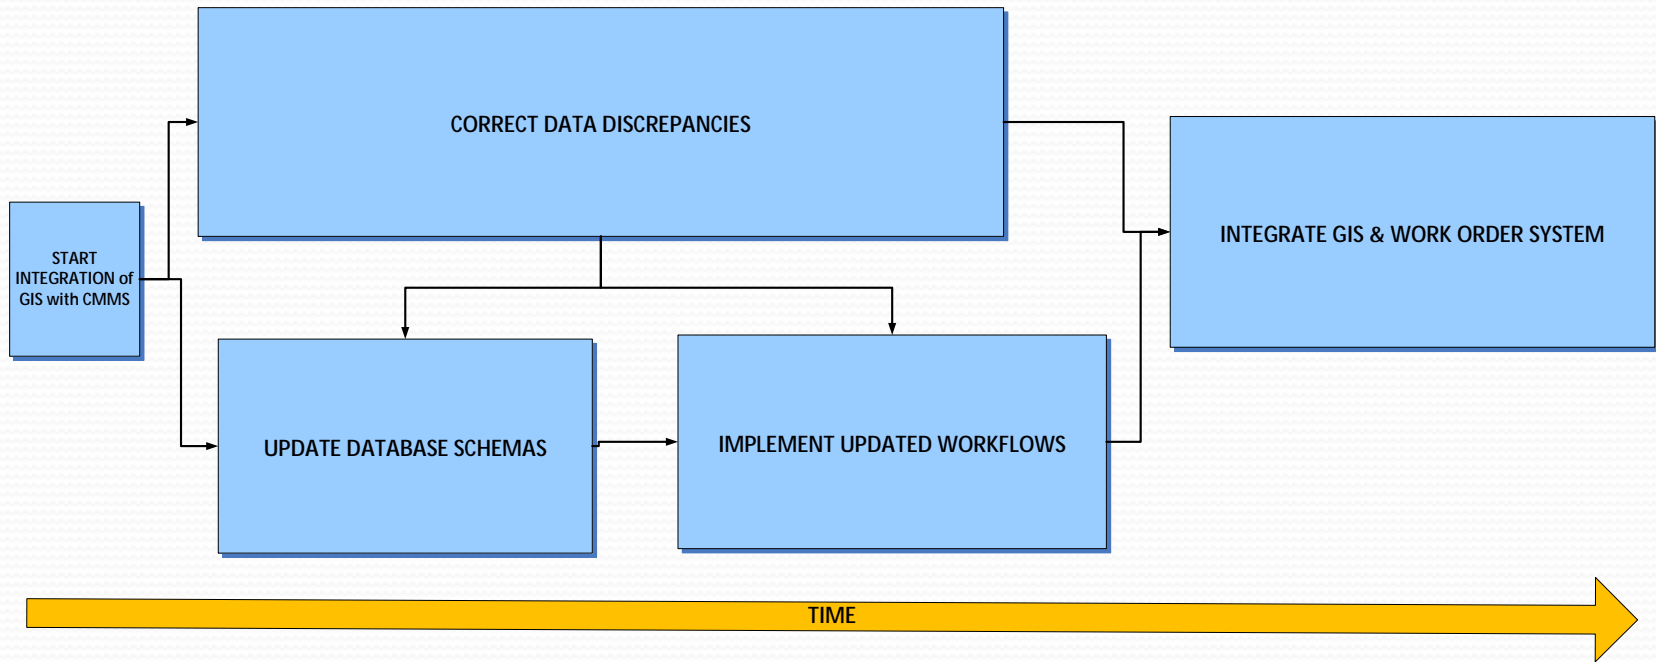 CORRECT DATA DISCREPANCIES
START
INTEGRATION of
GIS with CMMS
INTEGRATE GIS & WORK ORDER SYSTEM
UPDATE DATABASE SCHEMAS
IMPLEMENT UPDATED WORKFLOWS
TIME